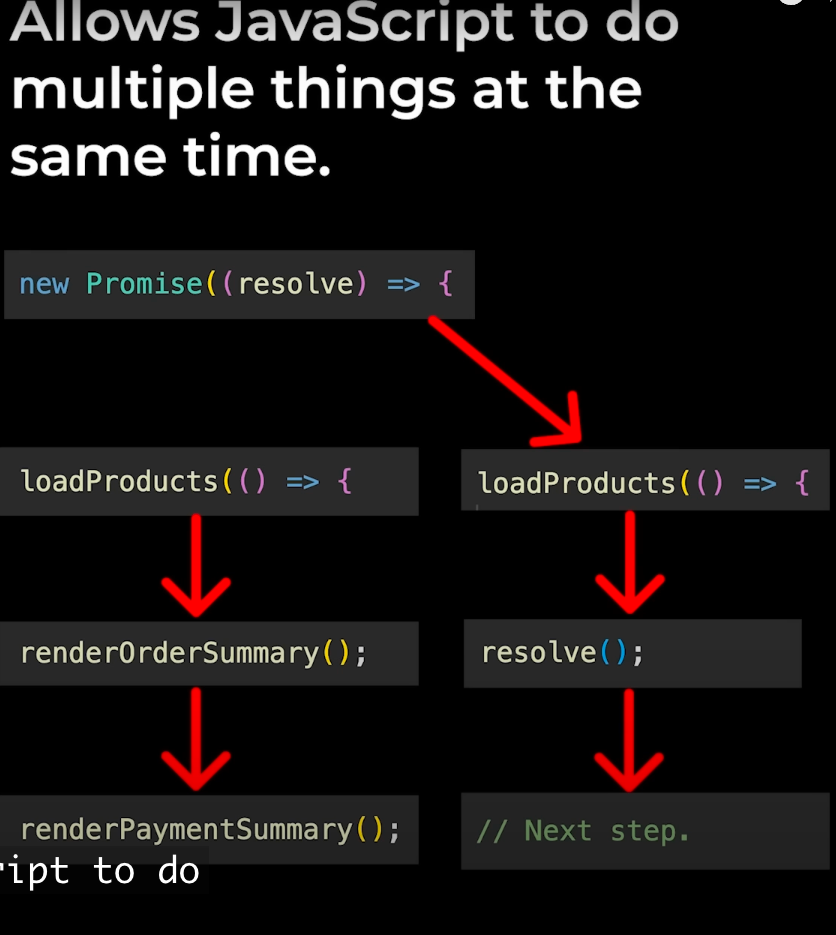 Allows JavaScript to do
multiple things at the
same time.
new Promise((resolve) => {
loadProducts(() => {
loadProducts(() => {
renderOrderSummary();
resolve();
renderPaymentSummary();
// Next step.
ript to do